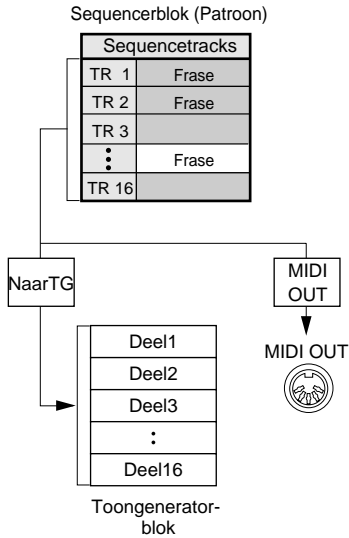 Sequencerblok (Patroon)
Sequencetracks
TR 1 Frase
TR 2 Frase
TR 3
Frase
TR 16
NaarTG
MIDI
OUT
MIDI OUT
Deel1
Deel2
Deel3
:
Deel16
Toongenerator-
blok